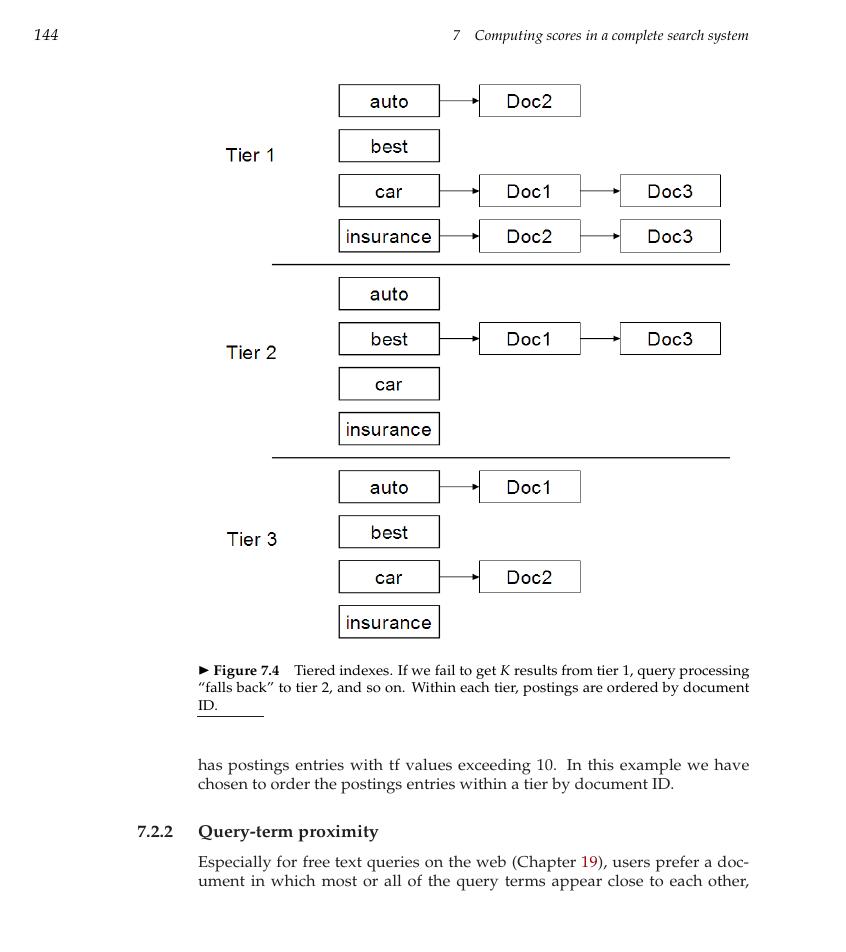 144
7 Computing scores in a complete search system
auto Doc2
best
Tier 1
car Doc1 Doc3
insurance Doc2 Doc3
auto
best Doc1 Doc3
Tier 2
car
insurance
auto Doc1
best
Tier 3
car Doc2
insurance
► Figure 7.4 Tiered indexes. If we fail to get K results from tier 1, query processing
“falls back” to tier 2, and so on. Within each tier, postings are ordered by document
ID.
has postings entries with tf values exceeding 10. In this example we have
chosen to order the postings entries within a tier by document ID.
7.2.2 Query-term proximity
Especially for free text queries on the web (Chapter 19), users prefer a doc-
ument in which most or all of the query terms appear close to each other,